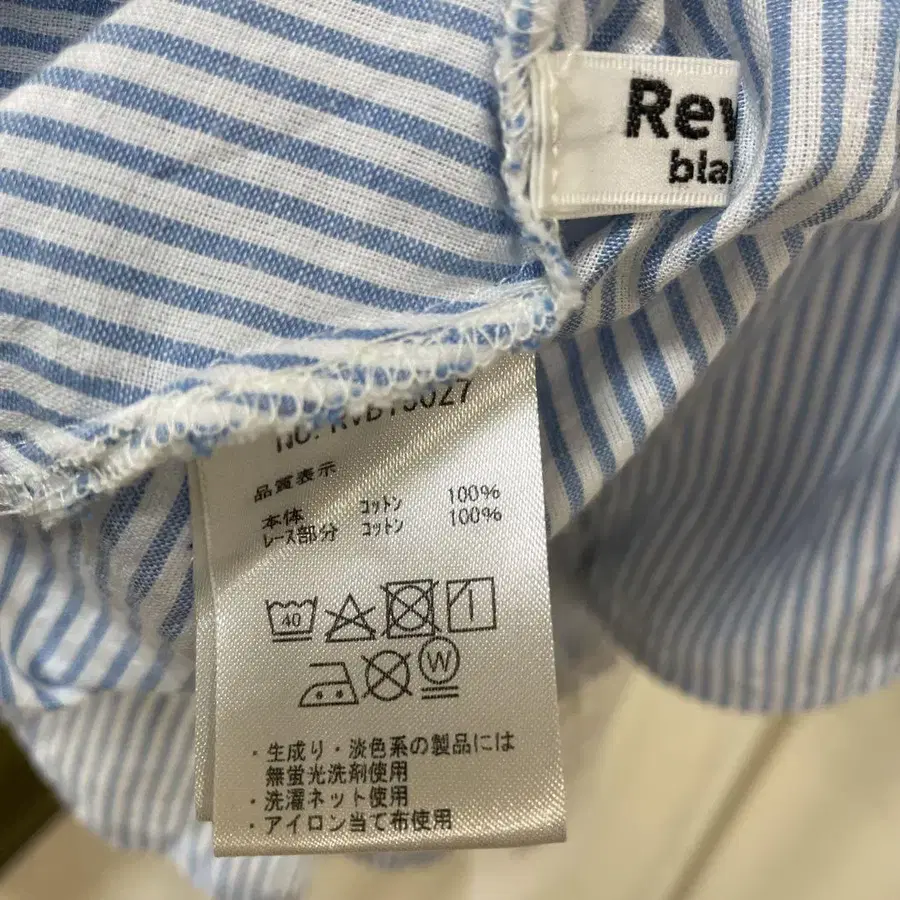 Rev
bla
NO. RVBT5027
品質表示
本体 コットン 100%
レース部分 コットン 100%
40
W
・生成り・淡色系の製品には
無蛍光洗剤使用
・洗濯ネット使用
・アイロン当て布使用